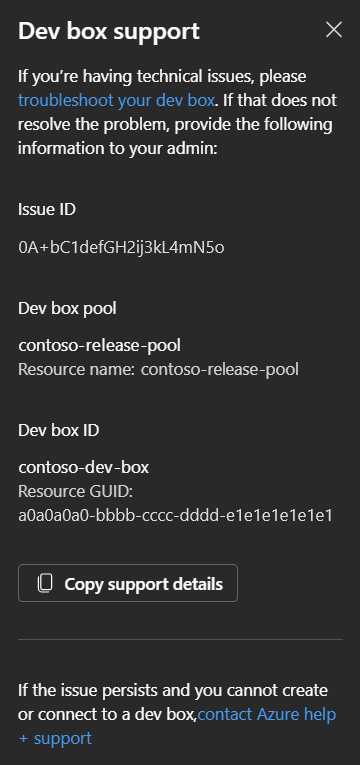 Dev box support
If you’re having technical issues, please
troubleshoot your dev box. If that does not
resolve the problem, provide the following
information to your admin:
Issue ID
0A+bC1defGH2ij3kL4mN5o
Dev box pool
contoso-release-pool
Resource name: contoso-release-pool
Dev box ID
contoso-dev-box
Resource GUID:
a0a0a0a0-bbbb-cccc-dddd-e1e1e1e1e1e1
Copy support details
If the issue persists and you cannot create
or connect to a dev box,contact Azure help
+ support